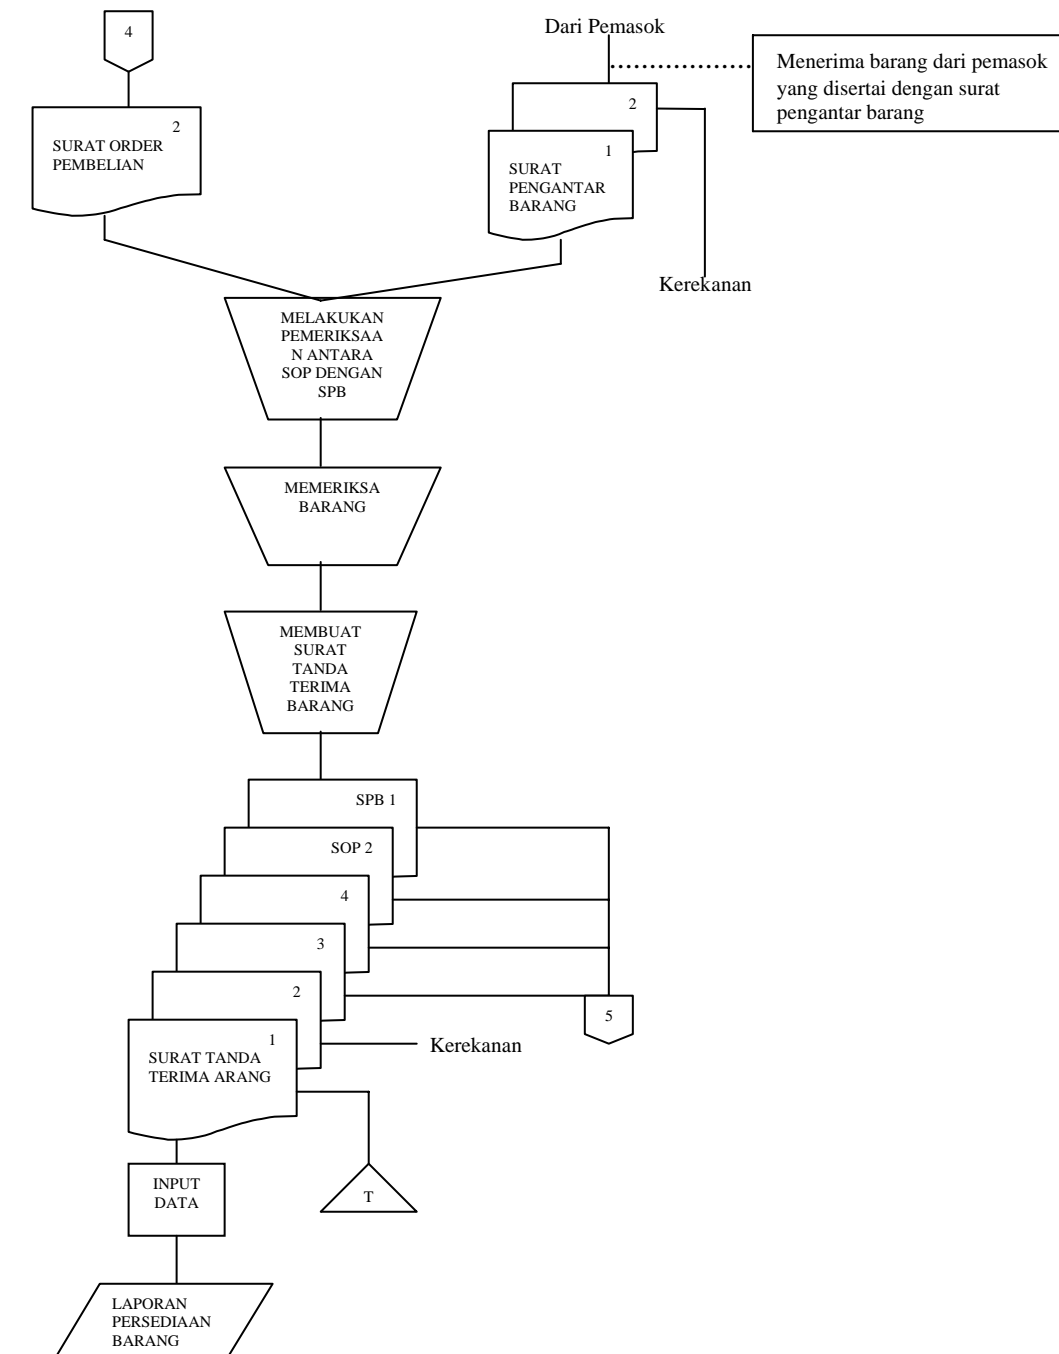 4
Dari Pemasok
Menerima barang dari pemasok
yang disertai dengan surat
pengantar barang
2
SURAT ORDER
PEMBELIAN
2
1
SURAT
PENGANTAR
BARANG
Kerekanan
MELAKUKAN
PEMERIKSAA
N ANTARA
SOP DENGAN
SPB
MEMERIKSA
BARANG
MEMBUAT
SURAT
TANDA
TERIMA
BARANG
SPB 1
SOP 2
4
3
2
5
1
SURAT TANDA
TERIMA ARANG
Kerekanan
INPUT
DATA
T
LAPORAN
PERSEDIAAN
BARANG